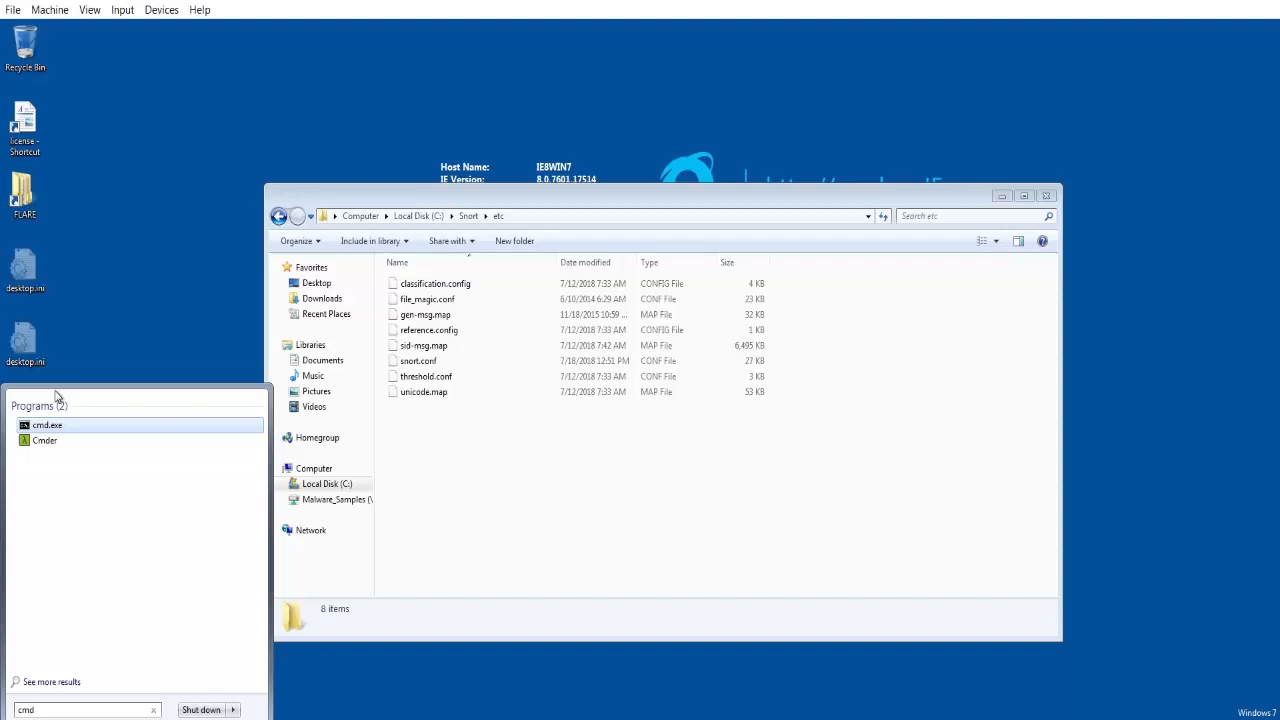 File Machine View Input Devices Help
Recycle Bin
license -
Shortcut
FLARE
desktop.ini
desktop.ini
Host Name: IE8WIN7
IE Version: 8.0.7601.17514
Computer Local Disk (C:) Snort etc
Search etc
Organize Include in library Share with New folder
Name Date modified Type Size
Favorites
Desktop
Downloads
Recent Places
Libraries
Documents
Music
Pictures
Videos
Homegroup
Computer
Local Disk (C:)
Malware_Samples (\
Network
classification.config 7/12/2018 7:33 AM CONFIG File 4 KB
file_magic.conf 6/10/2014 6:29 AM CONF File 23 KB
gen-msg.map 11/18/2015 10:59 ... MAP File 32 KB
reference.config 7/12/2018 7:33 AM CONFIG File 1 KB
sid-msg.map 7/12/2018 7:42 AM MAP File 6,495 KB
snort.conf 7/18/2018 12:51 PM CONF File 27 KB
threshold.conf 7/12/2018 7:33 AM CONF File 3 KB
unicode.map 7/12/2018 7:33 AM MAP File 53 KB
8 items
Programs (2)
cmd.exe
Cmder
See more results
cmd
Shut down
Windows 7